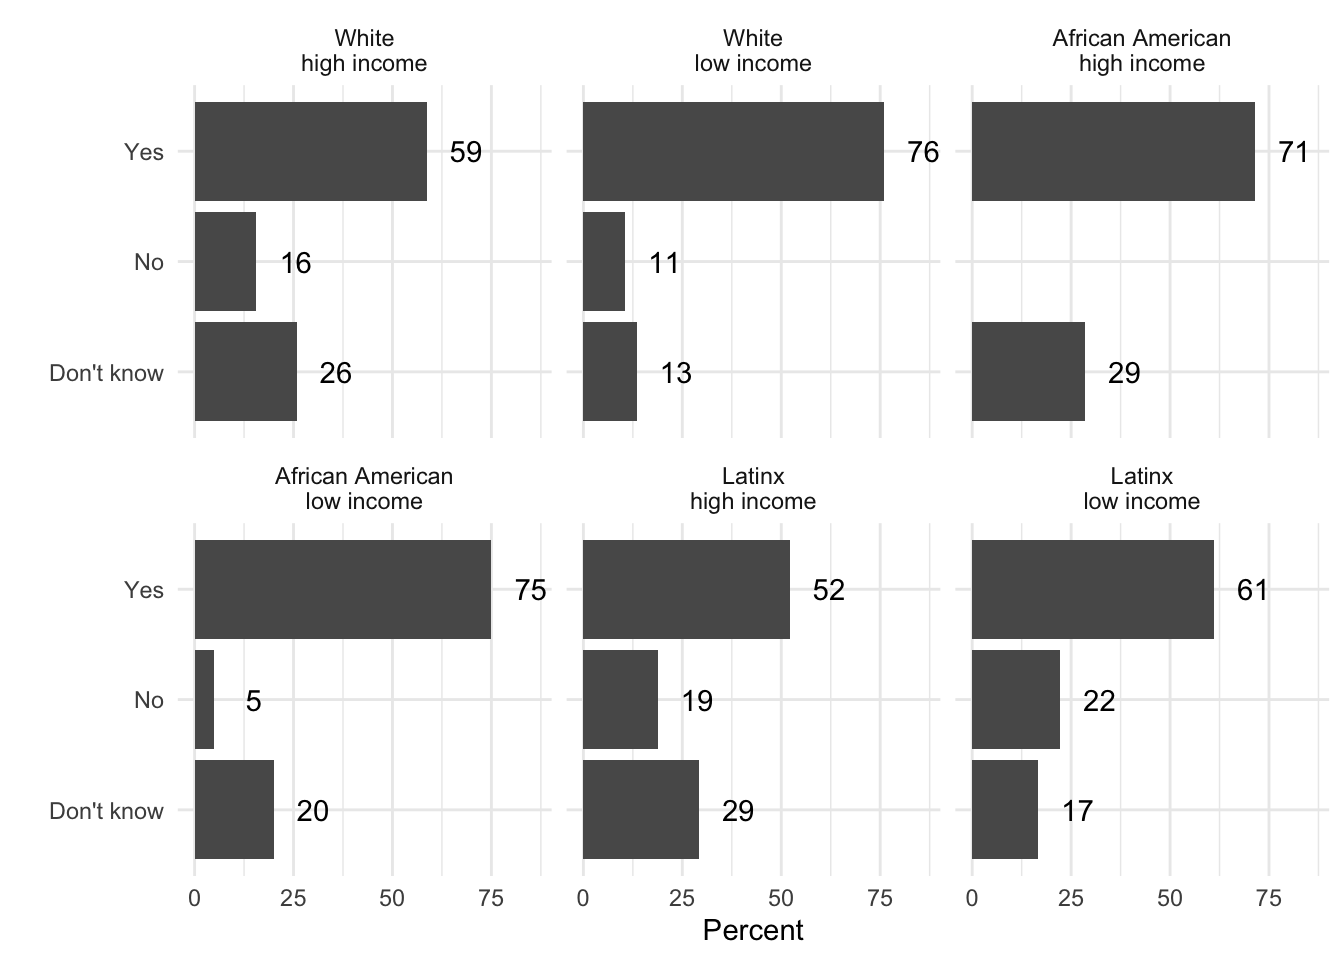 White
high income
White
low income
African American
high income
Yes
59
76
71
No
16
11
Don't know
26
13
29
African American
low income
Latinx
high income
Latinx
low income
Yes
75
52
61
No
5
19
22
Don't know
20
29
17
0 25 50 75 0 25 50 75 0 25 50 75
Percent